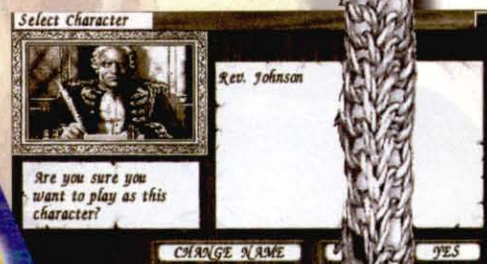 Select Character
Rev. Johnson
Are you sure you
want to play as this
character?
CHANGE NAME
YES